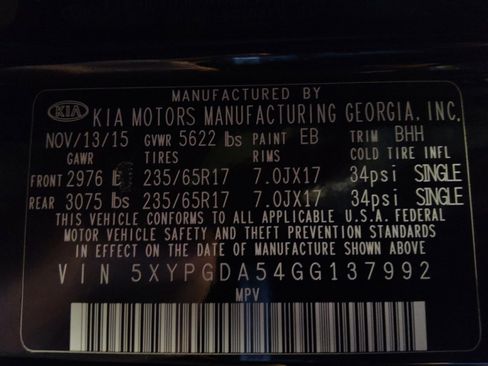 MANUFACTURED BY
KIA KIA MOTORS MANUFACTURING GEORGIA, INC.
NOV/13/15 GVWR 5622 lbs PAINT EB TRIM BHH
GAWR TIRES RIMS COLD TIRE INFL
FRONT 2976 235/65R17 7.0JX17 34psi SINGLE
REAR 3075 lbs 235/65R17 7.0JX17 34psi SINGLE
THIS VEHICLE CONFORMS TO ALL APPLICABLE U.S.A. FEDERAL
MOTOR VEHICLE SAFETY AND THEFT PREVENTION STANDARDS
IN EFFECT ON THE DATE OF MANUFACTURE SHOWN ABOVE
VIN 5XYPGDA54GG137992
MPV